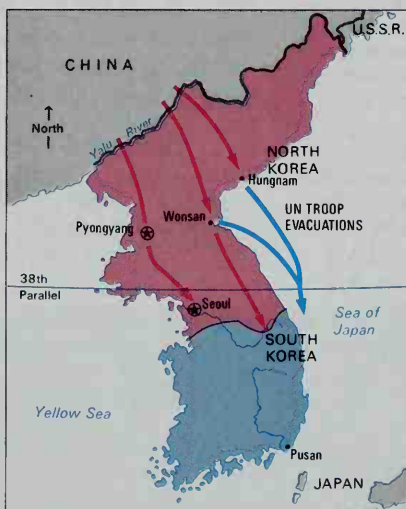 U.S.S.R.
CHINA
North
Yalu River
NORTH
KOREA
Hungnam
UN TROOP
EVACUATIONS
Wonsan
Pyongyang
38th
Parallel
Seoul
Sea of
Japan
SOUTH
KOREA
Yellow Sea
Pusan
JAPAN